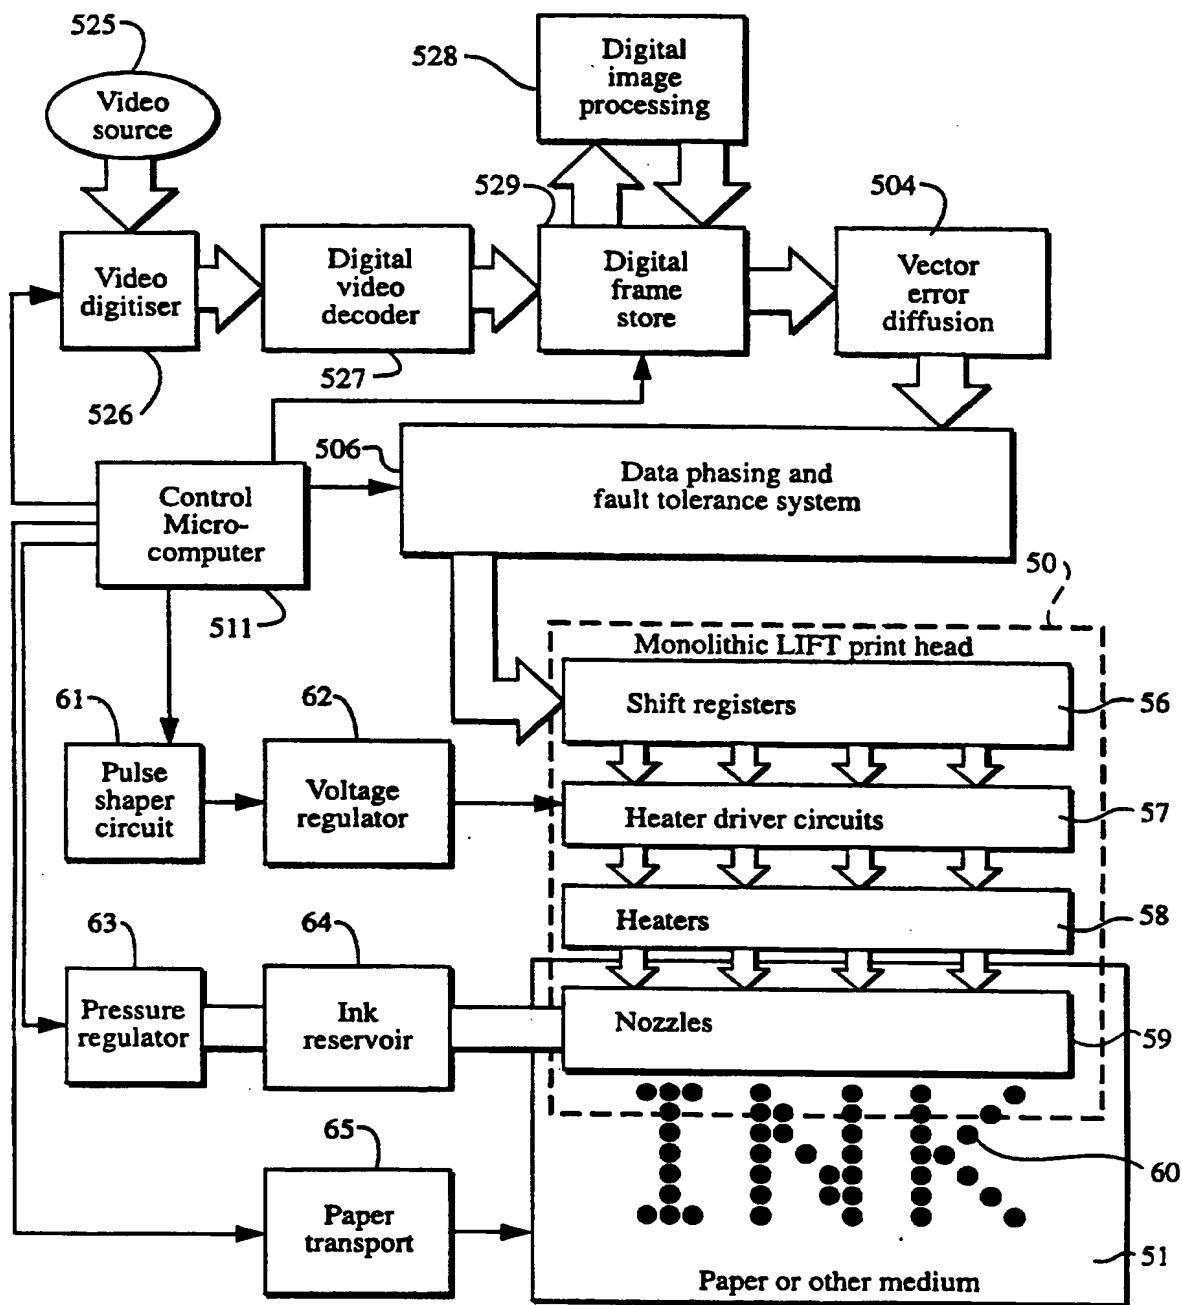 525
Video
source
528
Digital
image
processing
529
504
Video
digitiser
Digital
video
decoder
Digital
frame
store
Vector
error
diffusion
526
527
506
Control
Micro-
computer
Data phasing and
fault tolerance system
511
50
Monolithic LIFT print head
61
62
Shift registers
56
Pulse
shaper
circuit
Voltage
regulator
Heater driver circuits
57
63
64
Heaters
58
Pressure
regulator
Ink
reservoir
Nozzles
59
INK
65
60
Paper
transport
51
Paper or other medium